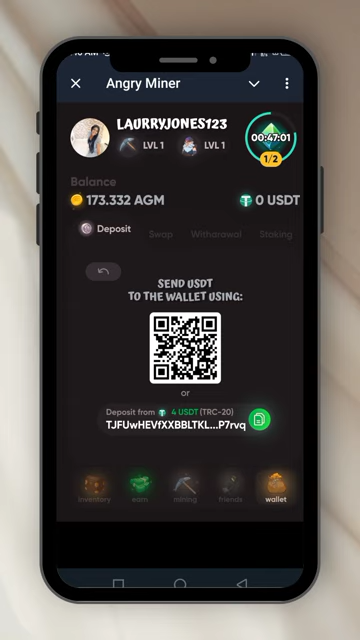 Angry Miner
LAURRYJONES123
LVL 1
LVL 1
00:47:01
1/2
Balance
173.332 AGM
0 USDT
Deposit
Swap
Withdrawal
Stoking
SEND USDT
TO THE WALLET USING:
or
Deposit from 4 USDT (TRC-20)
TJFUwHEVfXXBBLTKL...P7rvq
inventory
earn
mining
friends
wallet